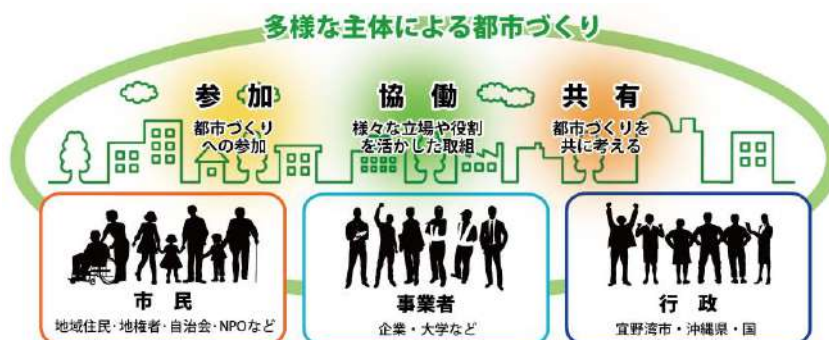 多様な主体による都市づくり
参加
都市づくり
への参加
協働
様々な立場や役割
を活かした取組
共有
都市づくりを
共に考える
市民
地域住民・地権者・自治会・NPOなど
事業者
企業・大学など
行政
宜野湾市・沖縄県・国